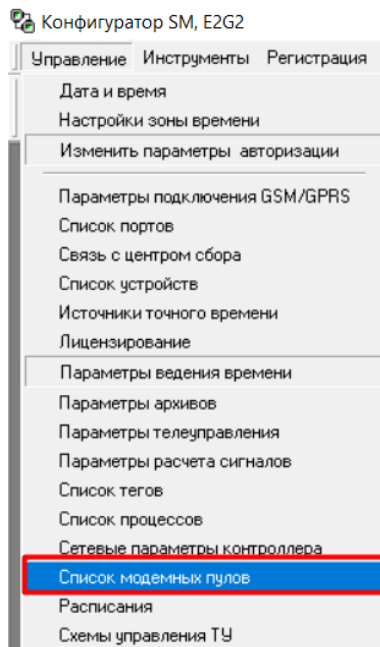 Конфигуратор SM, E2G2
Управление Инструменты Регистрация
Дата и время
Настройки зоны времени
Изменить параметры авторизации
Параметры подключения GSM/GPRS
Список портов
Связь с центром сбора
Список устройств
Источники точного времени
Лицензирование
Параметры ведения времени
Параметры архивов
Параметры телеуправления
Параметры расчета сигналов
Список тегов
Список процессов
Сетевые параметры контроллера
Список модемных пулов
Расписания
Схемы управления ТУ